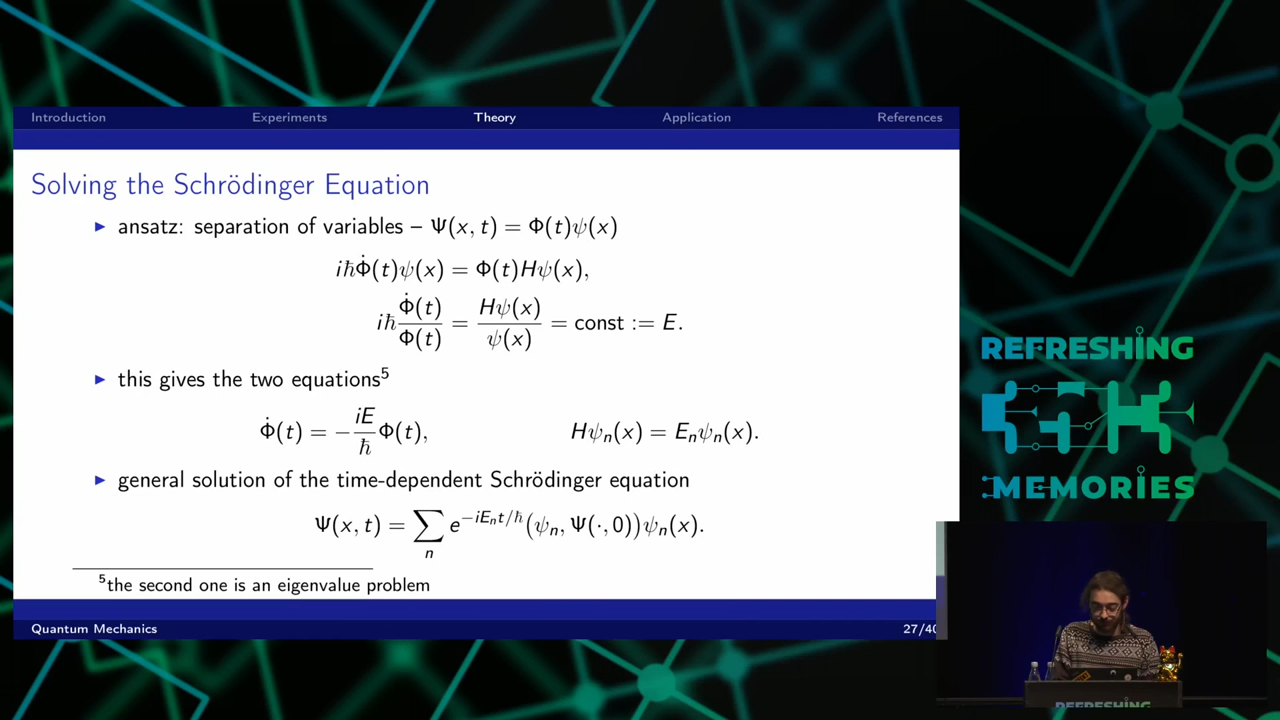 Introduction Experiments Theory Application References
Solving the Schrödinger Equation
▶ ansatz: separation of variables – Ψ(x, t) = Φ(t)ψ(x)
iℏΦ̇(t)ψ(x) = Φ(t)Hψ(x),
iℏ Φ̇(t)/Φ(t) = Hψ(x)/ψ(x) = const := E.
▶ this gives the two equations⁵
Φ̇(t) = −iE/ℏ Φ(t), Hψₙ(x) = Eₙψₙ(x).
▶ general solution of the time-dependent Schrödinger equation
Ψ(x, t) = ∑ₙ e^{−iEₙt/ℏ}(ψₙ, Ψ(·, 0))ψₙ(x).
⁵the second one is an eigenvalue problem
Quantum Mechanics 27/40
REFRESHING
MEMORIES
REFRESHING